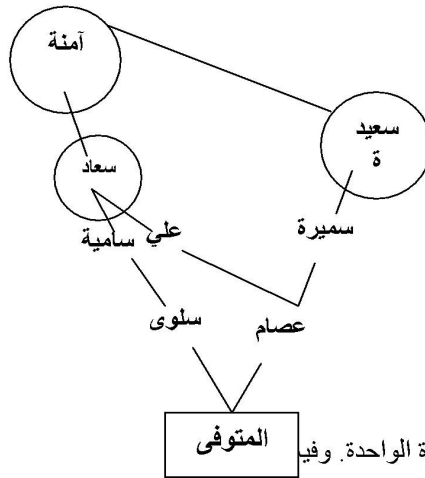 آمنة
سعيد
ة
سعاد
سميرة
علي
سامية
عصام
سلوى
المتوفى
ة الواحدة. وفي